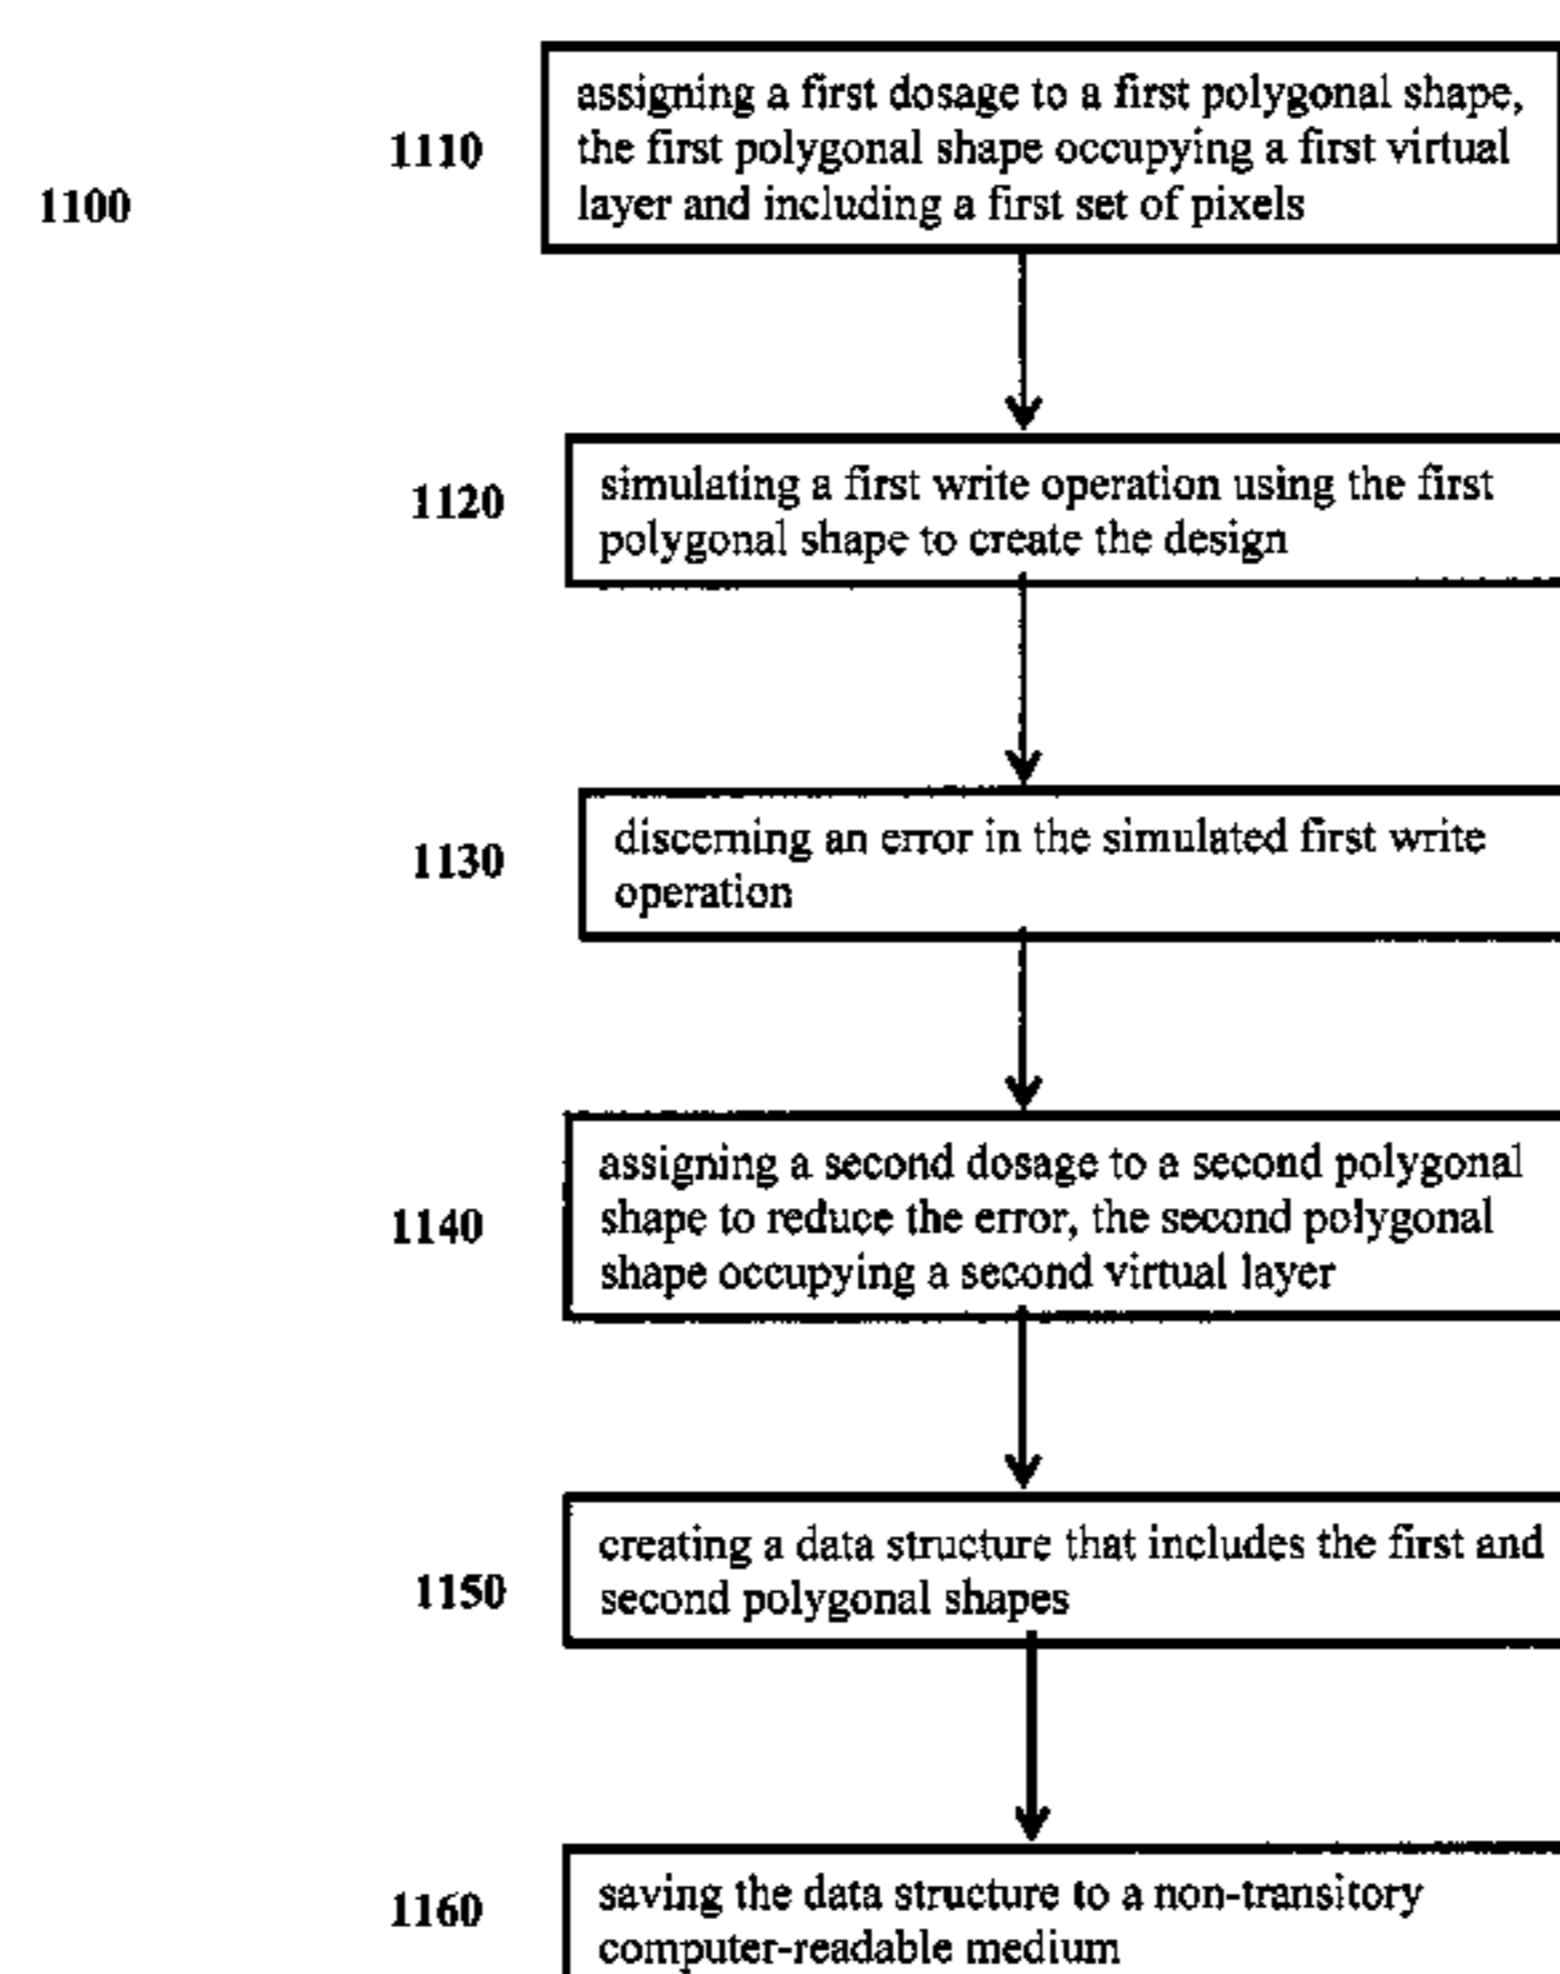 1100
1110
assigning a first dosage to a first polygonal shape,
the first polygonal shape occupying a first virtual
layer and including a first set of pixels
1120
simulating a first write operation using the first
polygonal shape to create the design
1130
discerning an error in the simulated first write
operation
1140
assigning a second dosage to a second polygonal
shape to reduce the error, the second polygonal
shape occupying a second virtual layer
1150
creating a data structure that includes the first and
second polygonal shapes
1160
saving the data structure to a non-transitory
computer-readable medium